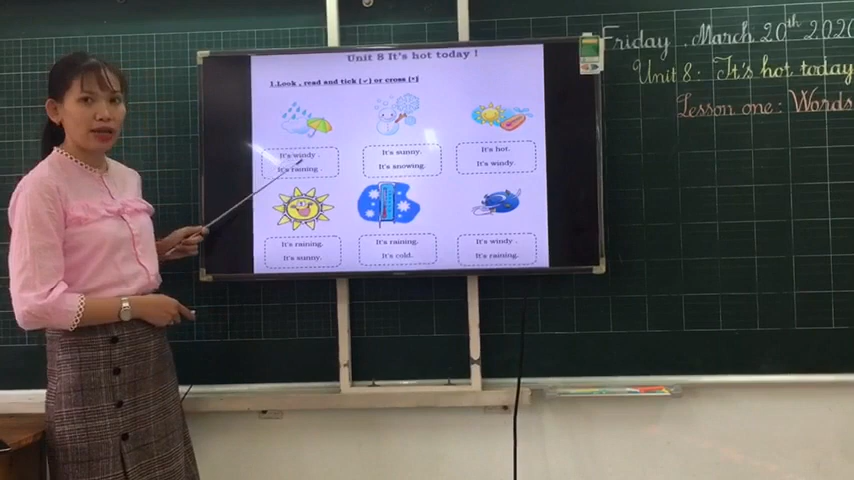 Unit 8 It's hot today !
1.Look , read and tick [✓] or cross [×]
It's windy .
It's raining .
It's sunny.
It's snowing.
It's hot.
It's windy.
It's raining.
It's sunny.
It's raining.
It's cold.
It's windy .
It's raining.
Friday , March 20th 2020
Unit 8: It's hot today
Lesson one: Words